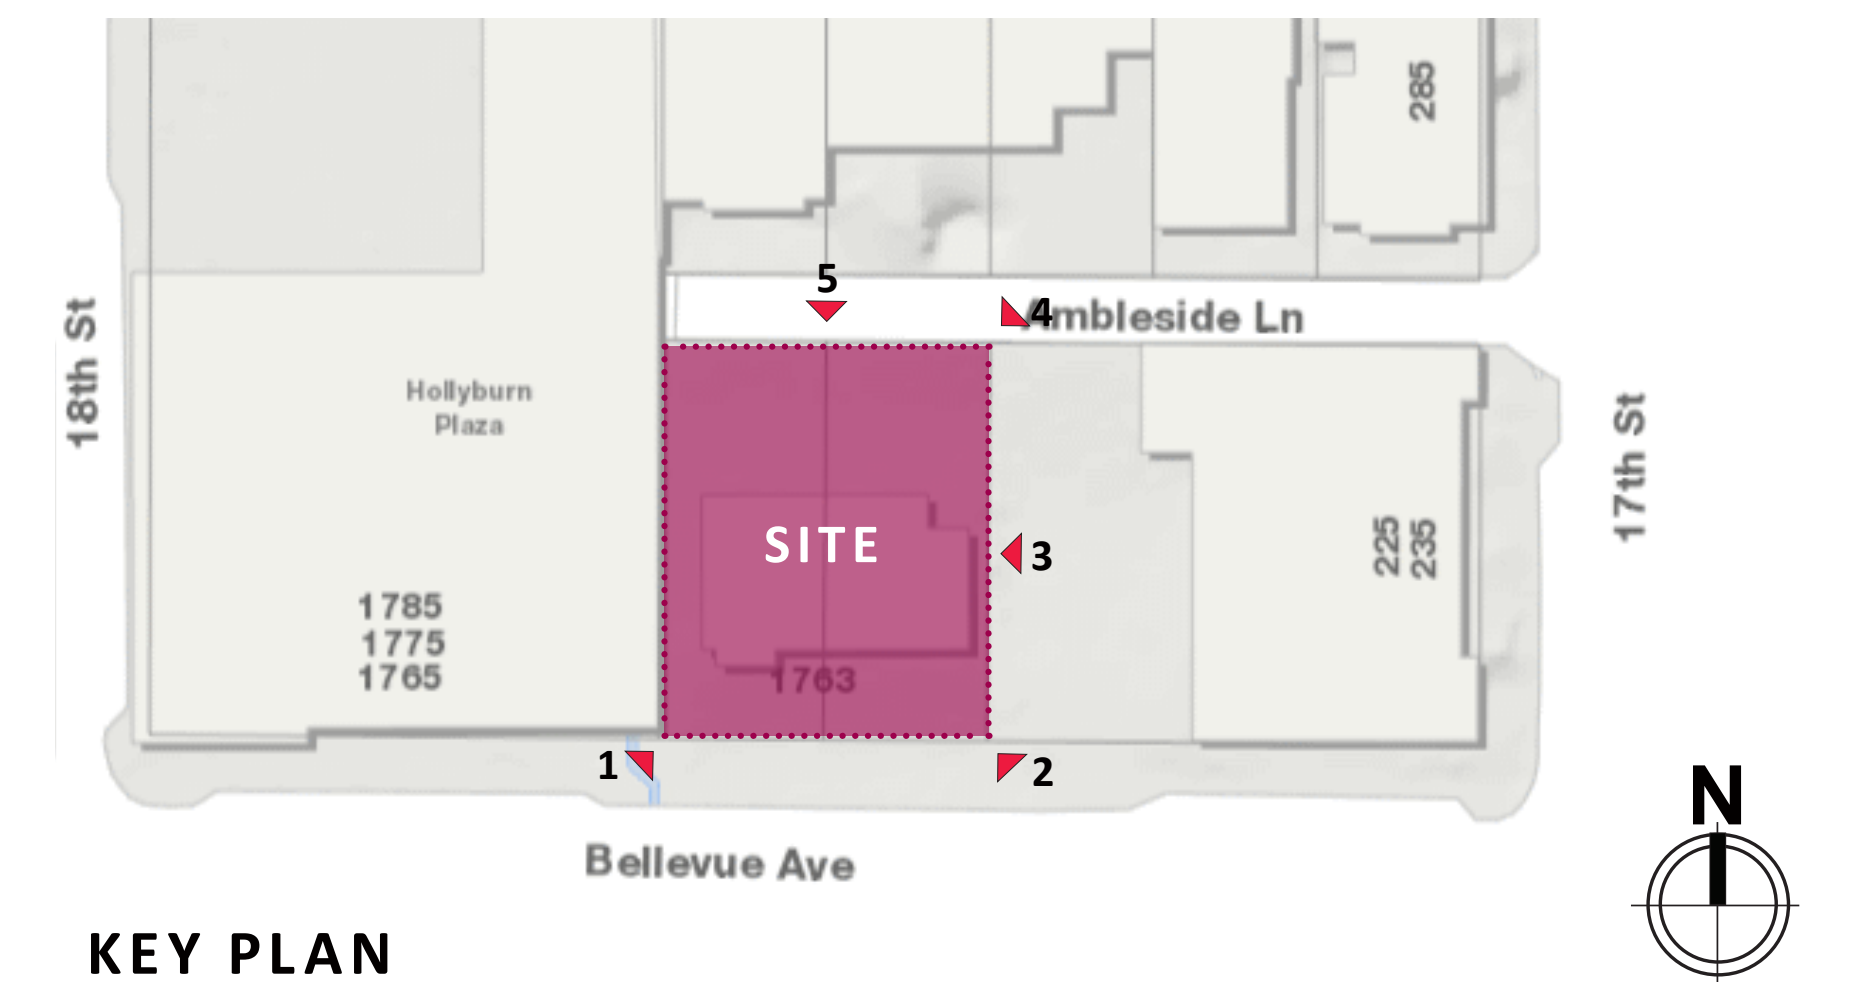 285
5
4
Ambleside Ln
18th St
Hollyburn
Plaza
17th St
SITE
3
225
235
1785
1775
1765
1763
1
2
N
Bellevue Ave
KEY PLAN